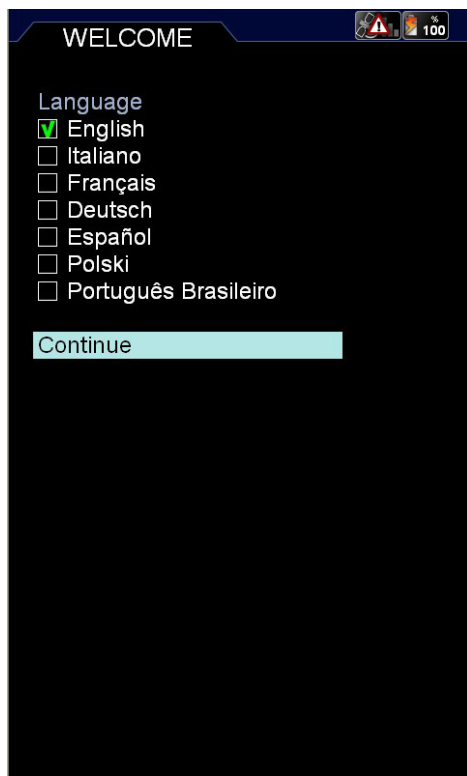 WELCOME
%
100
Language
English
Italiano
Français
Deutsch
Español
Polski
Português Brasileiro
Continue